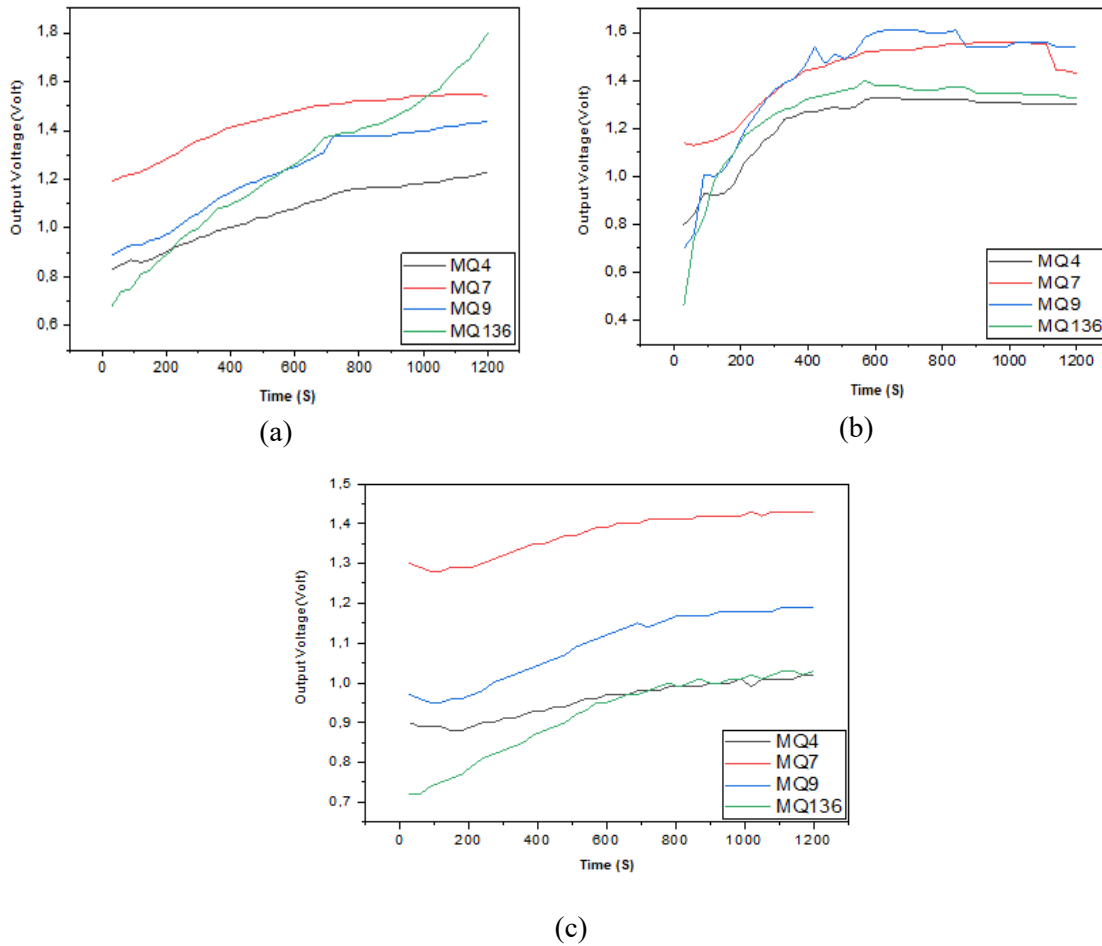 Output Voltage(Volt)
1,8
1,6
1,4
1,2
1,0
0,8
0,6
0 200 400 600 800 1000 1200
Time (S)
MQ4
MQ7
MQ9
MQ136
(a)
Output Voltage(Volt)
1,6
1,4
1,2
1,0
0,8
0,6
0,4
0 200 400 600 800 1000 1200
Time (S)
MQ4
MQ7
MQ9
MQ136
(b)
Output Voltage(Volt)
1,5
1,4
1,3
1,2
1,1
1,0
0,9
0,8
0,7
0 200 400 600 800 1000 1200
Time (S)
MQ4
MQ7
MQ9
MQ136
(c)